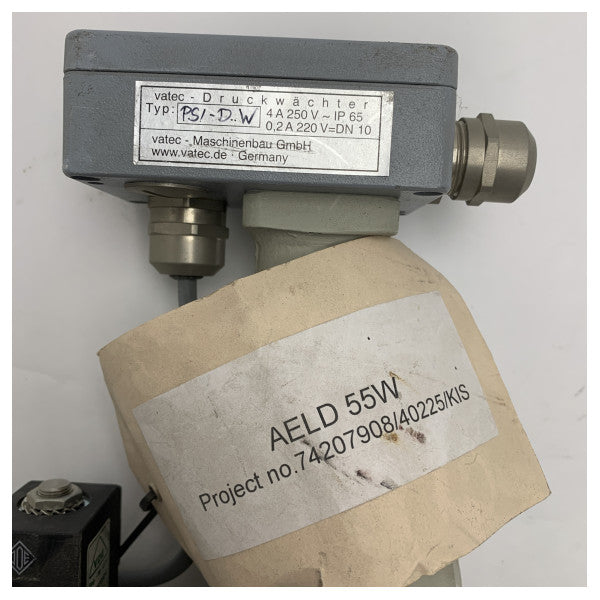 vatec - Druckwächter
Typ: PS1-D..W 4 A 250 V ~ IP 65
0,2 A 220 V=DN 10
vatec - Maschinenbau GmbH
www.vatec.de · Germany
AELD 55W
Project no.74207908/40225/KIS